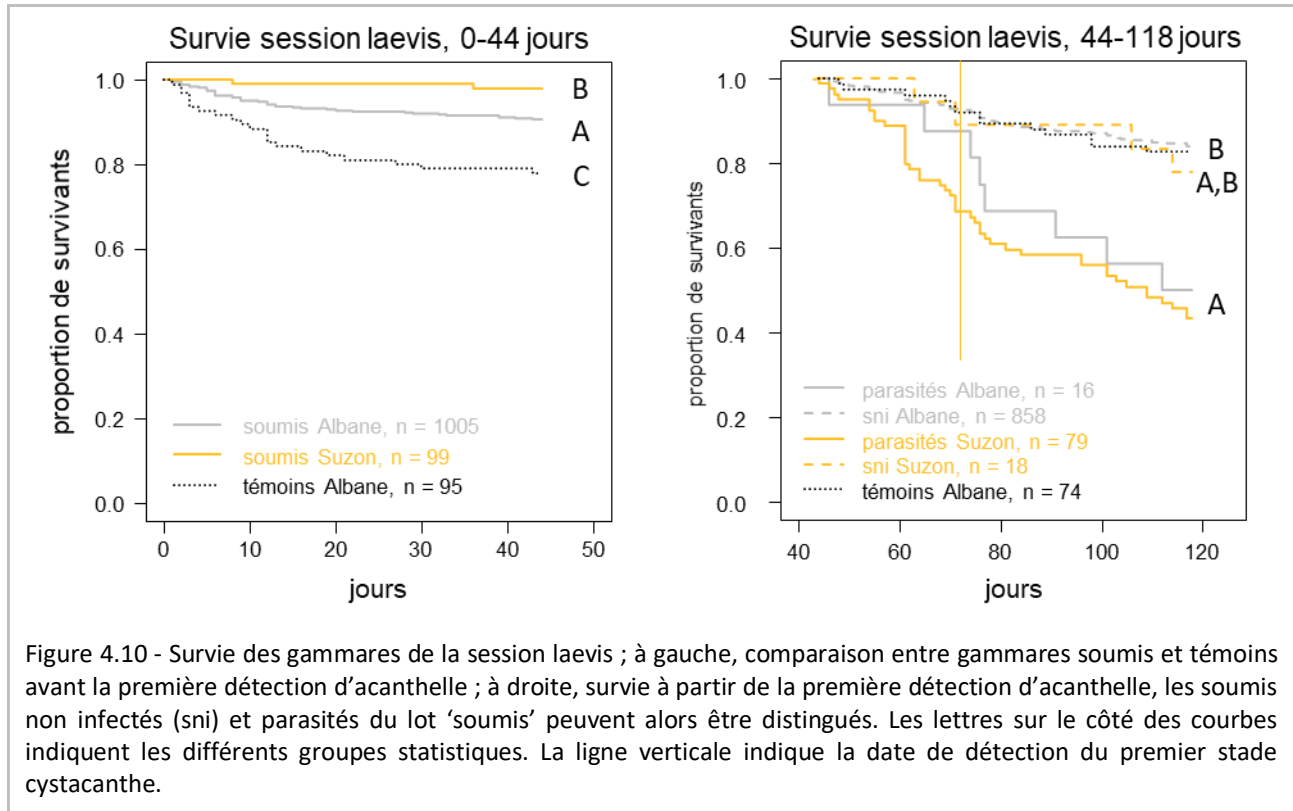 Survie session laevis, 0-44 jours
proportion de survivants
1.0
0.8
0.6
0.4
0.2
0.0
B
A
C
soumis Albane, n = 1005
soumis Suzon, n = 99
témoins Albane, n = 95
0 10 20 30 40 50
jours
Survie session laevis, 44-118 jours
proportion de survivants
1.0
0.8
0.6
0.4
0.2
0.0
B
A,B
A
parasités Albane, n = 16
sni Albane, n = 858
parasités Suzon, n = 79
sni Suzon, n = 18
témoins Albane, n = 74
40 60 80 100 120
jours
Figure 4.10 - Survie des gammares de la session laevis ; à gauche, comparaison entre gammares soumis et témoins
avant la première détection d’acanthelle ; à droite, survie à partir de la première détection d’acanthelle, les soumis
non infectés (sni) et parasités du lot ‘soumis’ peuvent alors être distingués. Les lettres sur le côté des courbes
indiquent les différents groupes statistiques. La ligne verticale indique la date de détection du premier stade
cystacanthe.